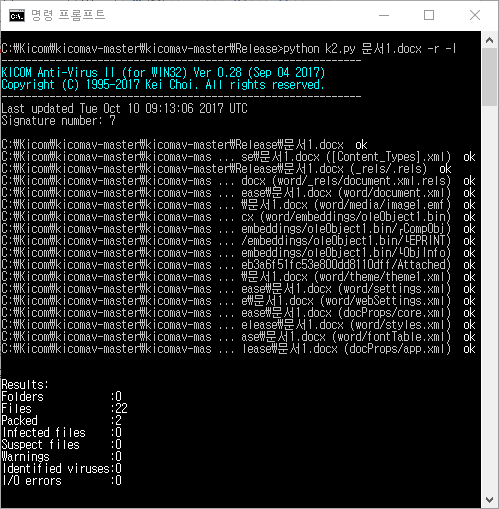 명령 프롬프트
C:₩Kicom₩kicomav-master₩kicomav-master₩Release>python k2.py 문서1.docx -r -I
------------------------------------------------------------
KICOM Anti-Virus II (for WIN32) Ver 0.28 (Sep 04 2017)
Copyright (C) 1995-2017 Kei Choi. All rights reserved.
------------------------------------------------------------
Last updated Tue Oct 10 09:13:06 2017 UTC
Signature number: 7
C:₩Kicom₩kicomav-master₩kicomav-master₩Release₩문서1.docx  ok
C:₩Kicom₩kicomav-master₩kicomav-mas ... se₩문서1.docx ([Content_Types].xml)  ok
C:₩Kicom₩kicomav-master₩kicomav-master₩Release₩문서1.docx (_rels/.rels)  ok
C:₩Kicom₩kicomav-master₩kicomav-mas ... docx (word/_rels/document.xml.rels)  ok
C:₩Kicom₩kicomav-master₩kicomav-mas ... ease₩문서1.docx (word/document.xml)  ok
C:₩Kicom₩kicomav-master₩kicomav-mas ... ₩문서1.docx (word/media/image1.emf)  ok
C:₩Kicom₩kicomav-master₩kicomav-mas ... cx (word/embeddings/oleObject1.bin)  ok
C:₩Kicom₩kicomav-master₩kicomav-mas ... embeddings/oleObject1.bin/┌CompObj)  ok
C:₩Kicom₩kicomav-master₩kicomav-mas ... /embeddings/oleObject1.bin/└EPRINT)  ok
C:₩Kicom₩kicomav-master₩kicomav-mas ... embeddings/oleObject1.bin/└ObjInfo)  ok
C:₩Kicom₩kicomav-master₩kicomav-mas ... eb3a6f51fc53e800dd8110dff/Attached)  ok
C:₩Kicom₩kicomav-master₩kicomav-mas ... ₩문서1.docx (word/theme/theme1.xml)  ok
C:₩Kicom₩kicomav-master₩kicomav-mas ... ease₩문서1.docx (word/settings.xml)  ok
C:₩Kicom₩kicomav-master₩kicomav-mas ... e₩문서1.docx (word/webSettings.xml)  ok
C:₩Kicom₩kicomav-master₩kicomav-mas ... ease₩문서1.docx (docProps/core.xml)  ok
C:₩Kicom₩kicomav-master₩kicomav-mas ... elease₩문서1.docx (word/styles.xml)  ok
C:₩Kicom₩kicomav-master₩kicomav-mas ... ase₩문서1.docx (word/fontTable.xml)  ok
C:₩Kicom₩kicomav-master₩kicomav-mas ... lease₩문서1.docx (docProps/app.xml)  ok
Results:
Folders           :0
Files             :22
Packed            :2
Infected files    :0
Suspect files     :0
Warnings          :0
Identified viruses:0
I/O errors        :0